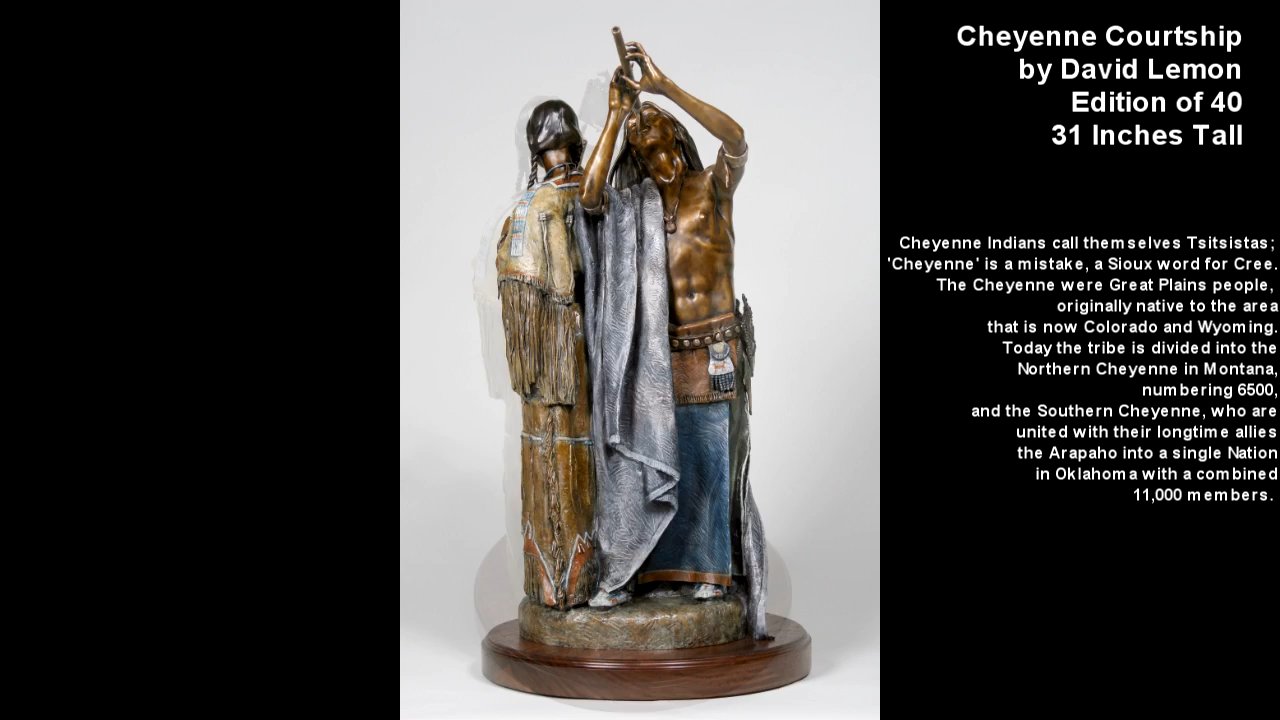 Cheyenne Courtship
by David Lemon
Edition of 40
31 Inches Tall
Cheyenne Indians call themselves Tsitsistas;
'Cheyenne' is a mistake, a Sioux word for Cree.
The Cheyenne were Great Plains people,
originally native to the area
that is now Colorado and Wyoming.
Today the tribe is divided into the
Northern Cheyenne in Montana,
numbering 6500,
and the Southern Cheyenne, who are
united with their longtime allies
the Arapaho into a single Nation
in Oklahoma with a combined
11,000 members.